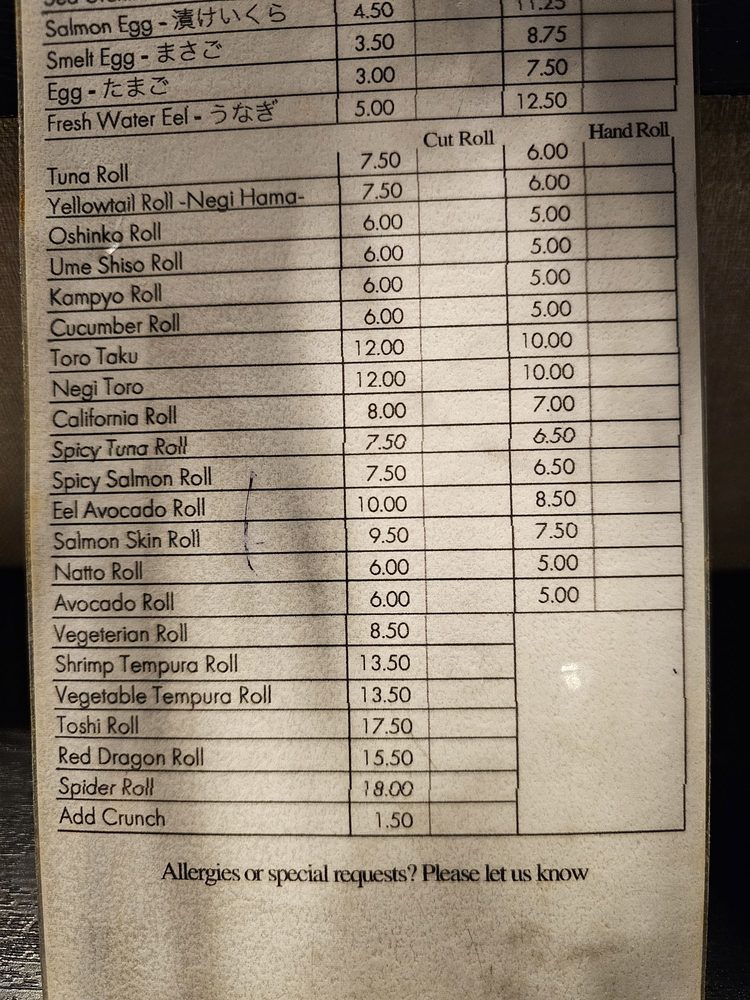 Salmon Egg - 漬けいくら 4.50 11.25
Smelt Egg - まさご 3.50 8.75
Egg - たまご 3.00 7.50
Fresh Water Eel - うなぎ 5.00 12.50
Cut Roll Hand Roll
Tuna Roll 7.50 6.00
Yellowtail Roll -Negi Hama- 7.50 6.00
Oshinko Roll 6.00 5.00
Ume Shiso Roll 6.00 5.00
Kampyo Roll 6.00 5.00
Cucumber Roll 6.00 5.00
Toro Taku 12.00 10.00
Negi Toro 12.00 10.00
California Roll 8.00 7.00
Spicy Tuna Roll 7.50 6.50
Spicy Salmon Roll 7.50 6.50
Eel Avocado Roll 10.00 8.50
Salmon Skin Roll 9.50 7.50
Natto Roll 6.00 5.00
Avocado Roll 6.00 5.00
Vegeterian Roll 8.50
Shrimp Tempura Roll 13.50
Vegetable Tempura Roll 13.50
Toshi Roll 17.50
Red Dragon Roll 15.50
Spider Roll 18.00
Add Crunch 1.50
Allergies or special requests? Please let us know